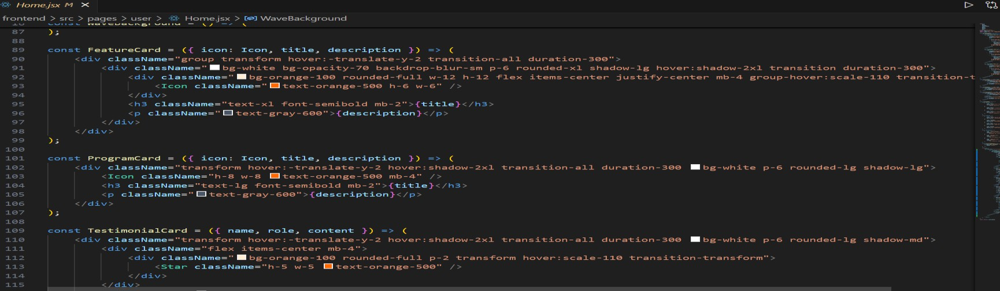 Home.jsx M
frontend > src > pages > user > Home.jsx > WaveBackground
const WaveBackground = () => (
87 );
88
89 const FeatureCard = ({ icon: Icon, title, description }) => (
90 <div className="group transform hover:-translate-y-2 transition-all duration-300">
91 <div className="bg-white bg-opacity-70 backdrop-blur-sm p-6 rounded-xl shadow-lg hover:shadow-2xl transition duration-300">
92 <div className="bg-orange-100 rounded-full w-12 h-12 flex items-center justify-center mb-4 group-hover:scale-110 transition-t
93 <Icon className="text-orange-500 h-6 w-6" />
94 </div>
95 <h3 className="text-xl font-semibold mb-2">{title}</h3>
96 <p className="text-gray-600">{description}</p>
97 </div>
98 </div>
99 );
100
101 const ProgramCard = ({ icon: Icon, title, description }) => (
102 <div className="transform hover:-translate-y-2 hover:shadow-2xl transition-all duration-300 bg-white p-6 rounded-lg shadow-lg">
103 <Icon className="h-8 w-8 text-orange-500 mb-4" />
104 <h3 className="text-lg font-semibold mb-2">{title}</h3>
105 <p className="text-gray-600">{description}</p>
106 </div>
107 );
108
109 const TestimonialCard = ({ name, role, content }) => (
110 <div className="transform hover:-translate-y-2 hover:shadow-2xl transition-all duration-300 bg-white p-6 rounded-lg shadow-md">
111 <div className="flex items-center mb-4">
112 <div className="bg-orange-100 rounded-full p-2 transform hover:scale-110 transition-transform">
113 <Star className="h-5 w-5 text-orange-500" />
114 </div>
115 </div>